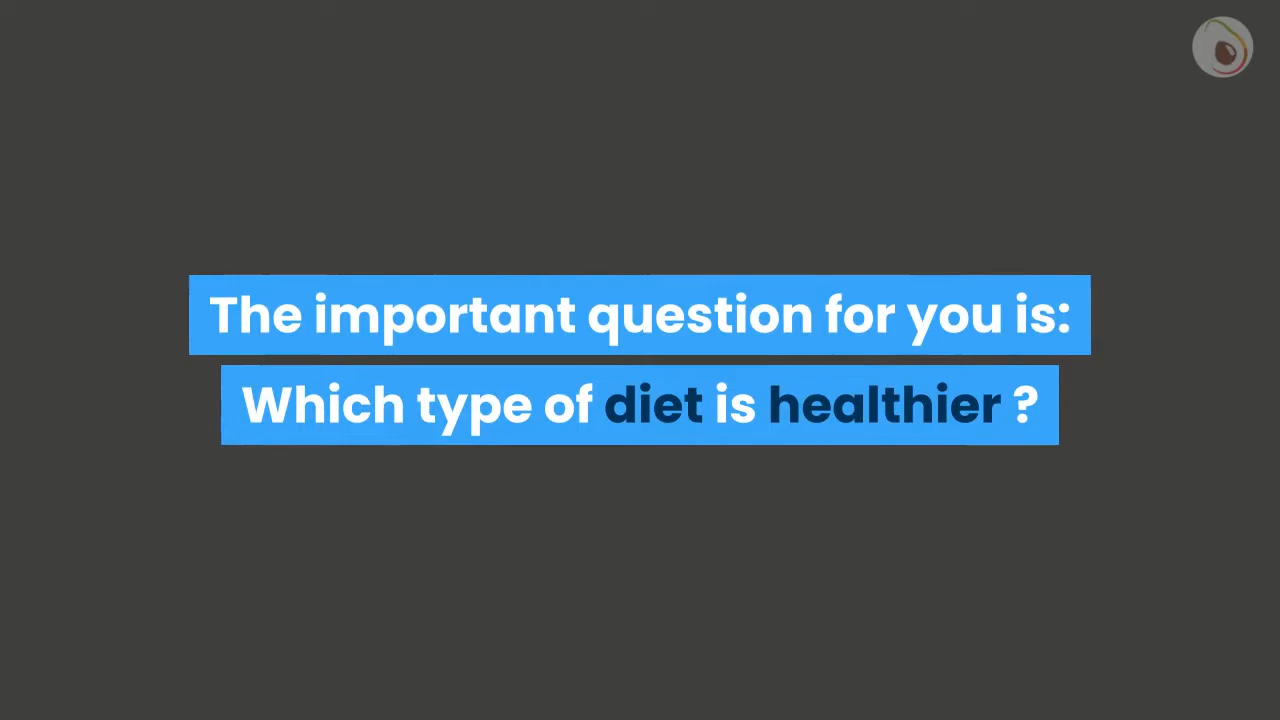 The important question for you is:
Which type of diet is healthier ?